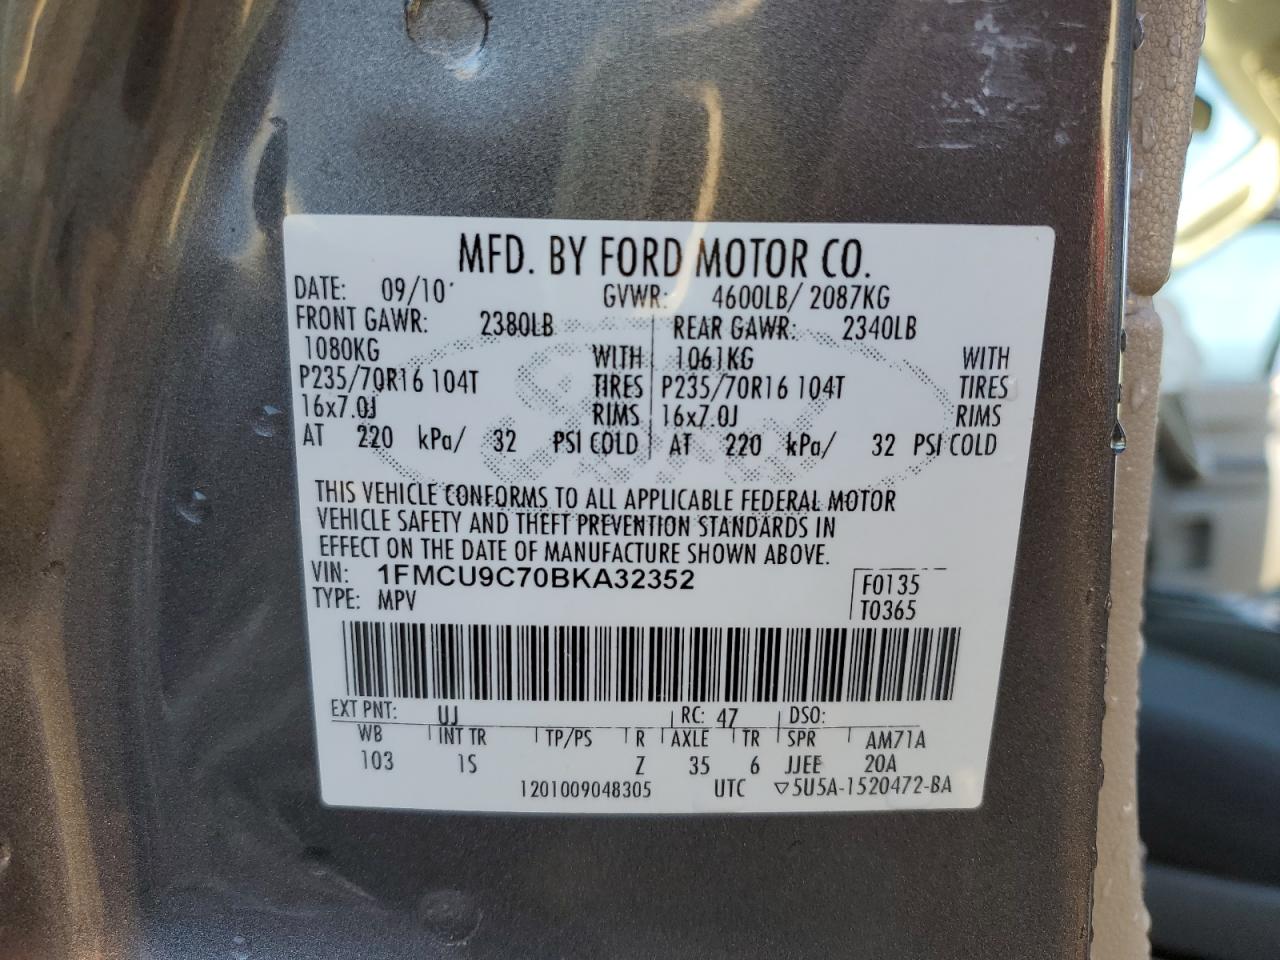 MFD. BY FORD MOTOR CO.
DATE: 09/10 GVWR: 4600LB/ 2087KG
FRONT GAWR: 2380LB REAR GAWR: 2340LB
1080KG WITH 1061KG WITH
P235/70R16 104T TIRES P235/70R16 104T TIRES
16x7.0J RIMS 16x7.0J RIMS
AT 220 kPa/ 32 PSI COLD AT 220 kPa/ 32 PSI COLD
THIS VEHICLE CONFORMS TO ALL APPLICABLE FEDERAL MOTOR
VEHICLE SAFETY AND THEFT PREVENTION STANDARDS IN
EFFECT ON THE DATE OF MANUFACTURE SHOWN ABOVE.
VIN: 1FMCU9C70BKA32352 F0135
TYPE: MPV T0365
EXT PNT: UJ RC: 47 DSO:
WB INT TR TP/PS R AXLE TR SPR AM71A
103 1S Z 35 6 JJEE 20A
1201009048305 UTC ▽5U5A-1520472-BA